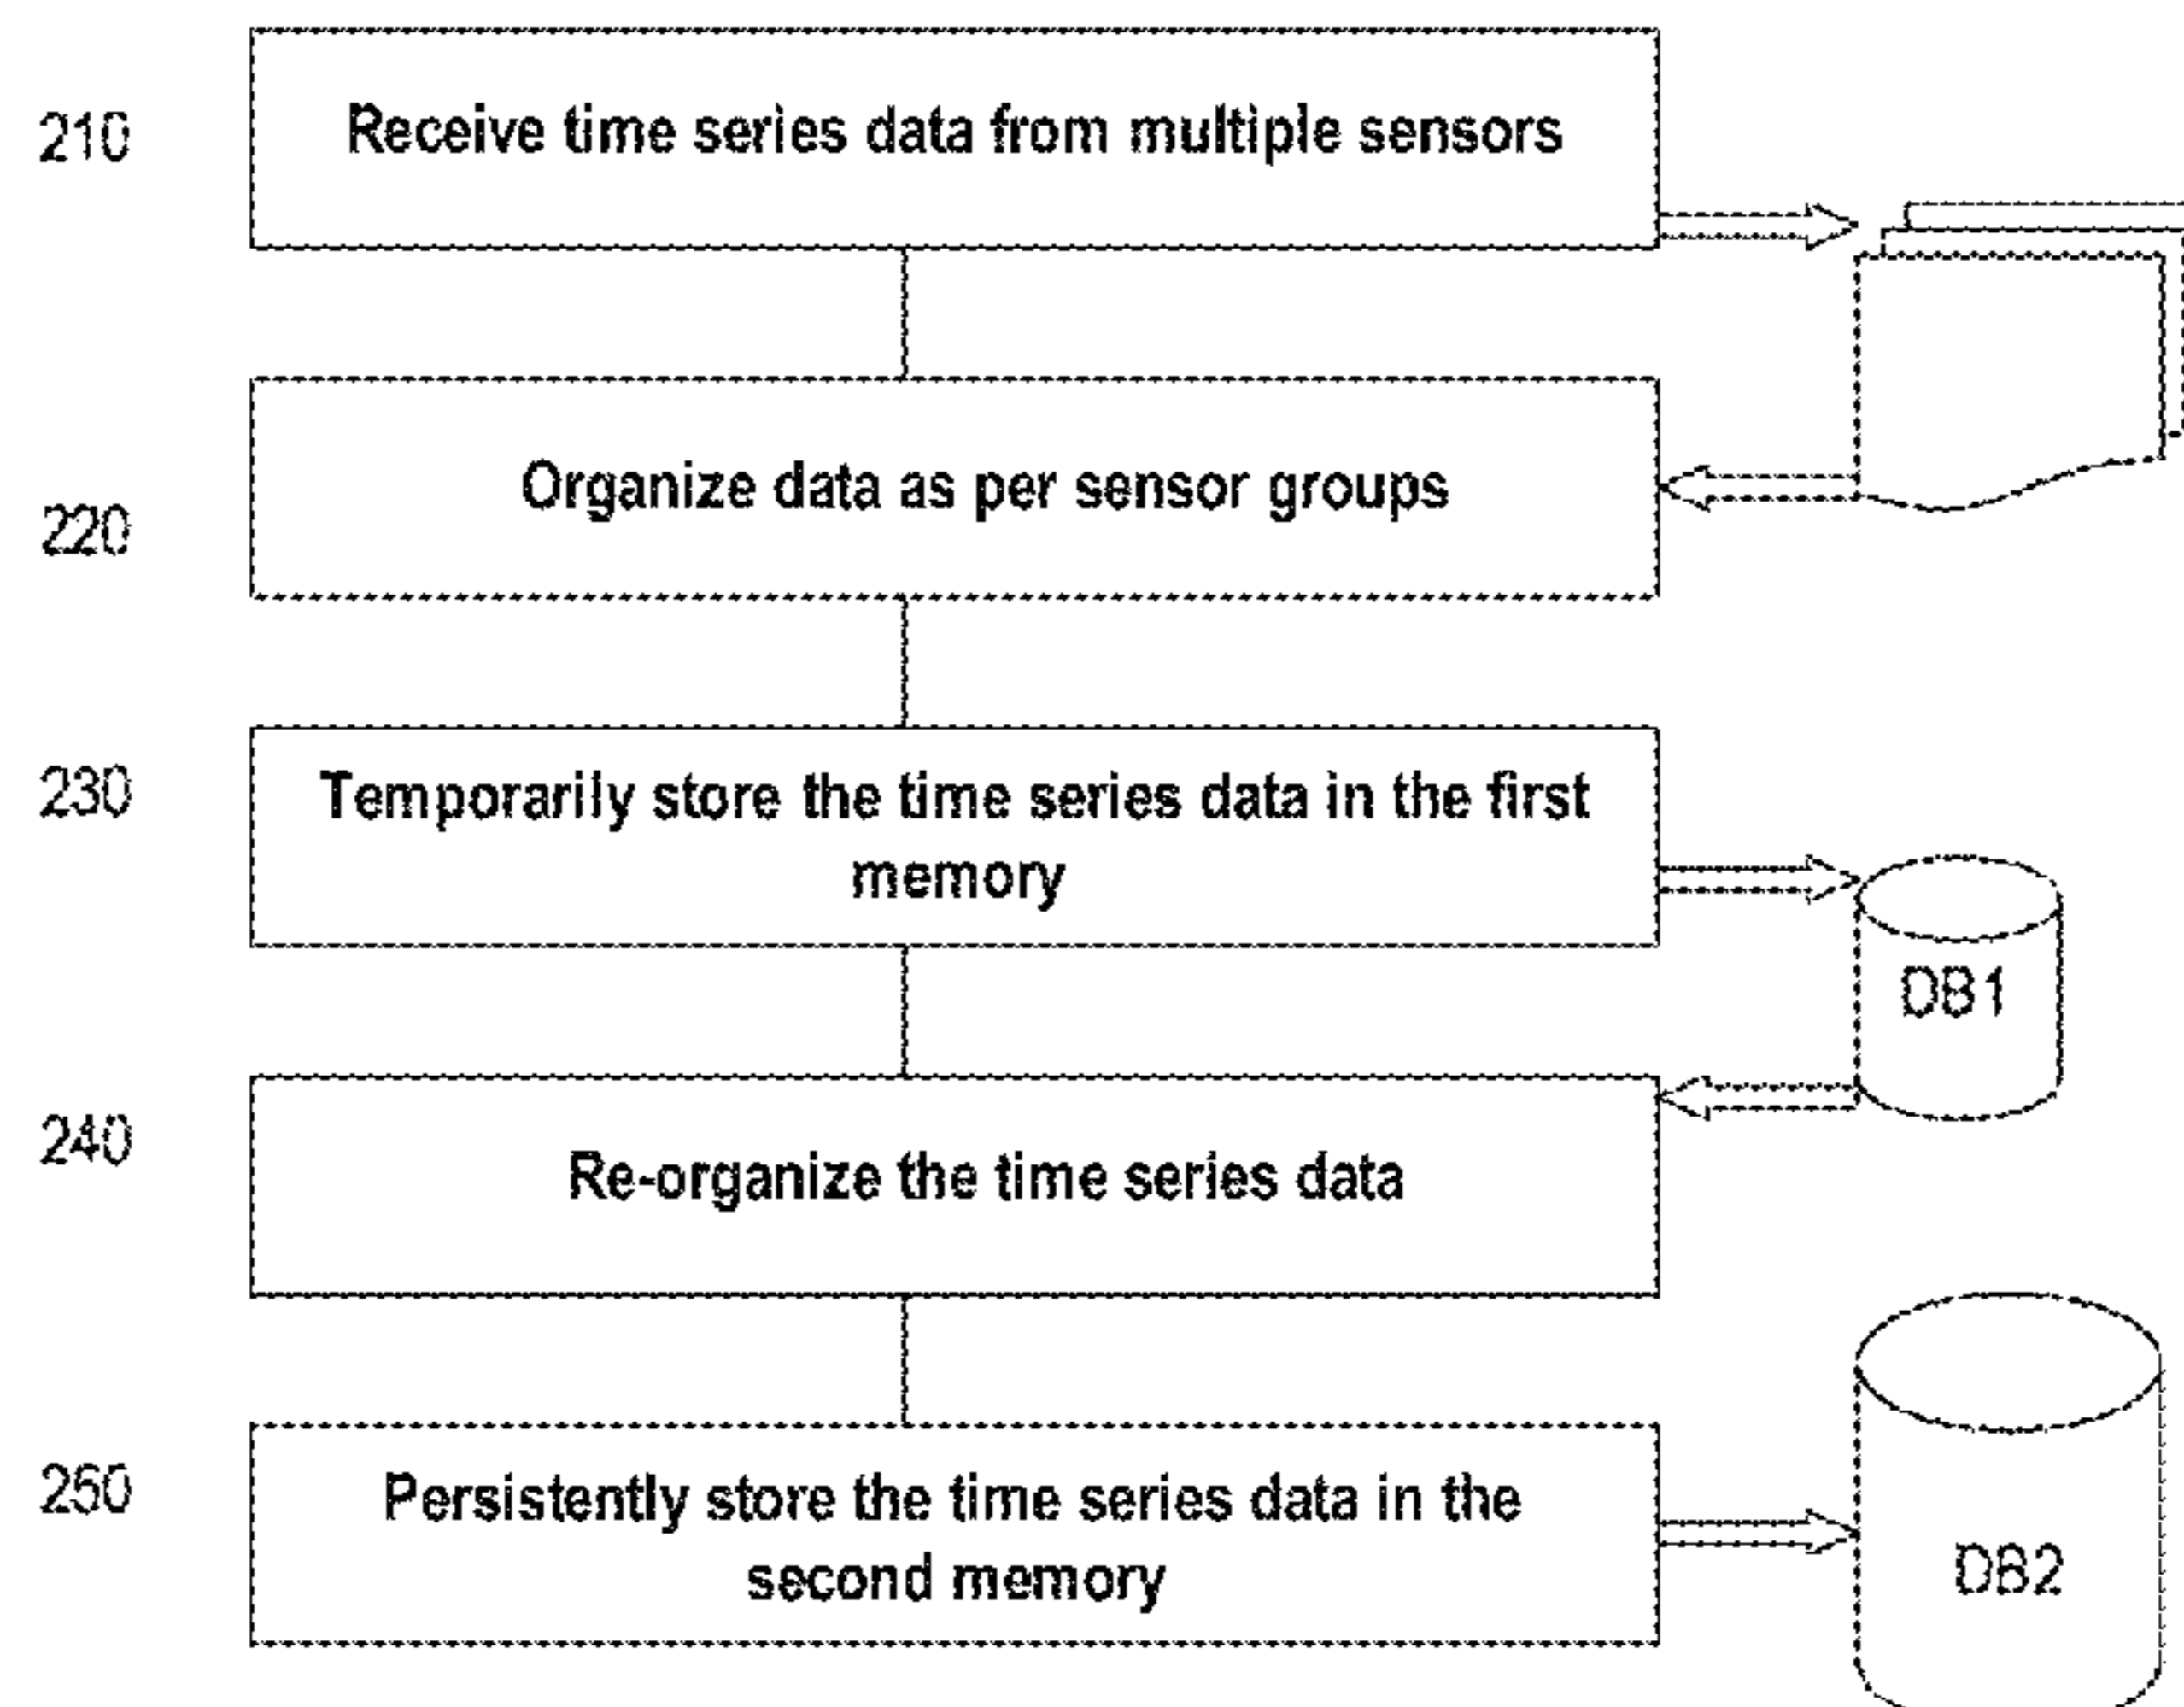 210
Receive time series data from multiple sensors
220
Organize data as per sensor groups
230
Temporarily store the time series data in the first
memory
DB1
240
Re-organize the time series data
250
Persistently store the time series data in the
second memory
DB2